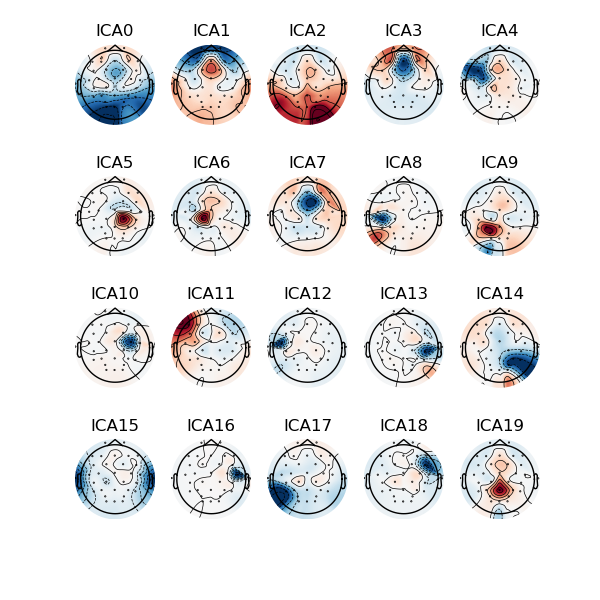 ICA0 ICA1 ICA2 ICA3 ICA4
ICA5 ICA6 ICA7 ICA8 ICA9
ICA10 ICA11 ICA12 ICA13 ICA14
ICA15 ICA16 ICA17 ICA18 ICA19